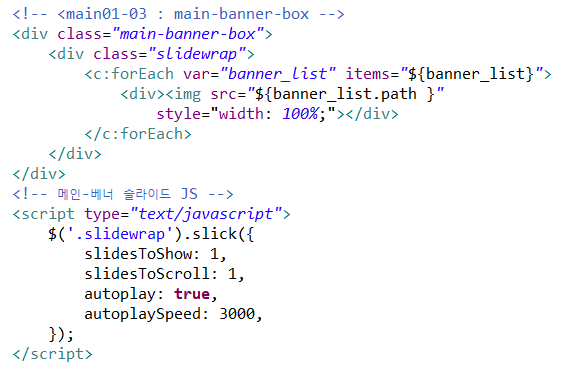 <!-- <main01-03 : main-banner-box -->
<div class="main-banner-box">
    <div class="slidewrap">
        <c:forEach var="banner_list" items="${banner_list}">
            <div><img src="${banner_list.path }"
                style="width: 100%;"></div>
        </c:forEach>
    </div>
</div>
<!-- 메인-베너 슬라이드 JS -->
<script type="text/javascript">
    $('.slidewrap').slick({
        slidesToShow: 1,
        slidesToScroll: 1,
        autoplay: true,
        autoplaySpeed: 3000,
    });
</script>